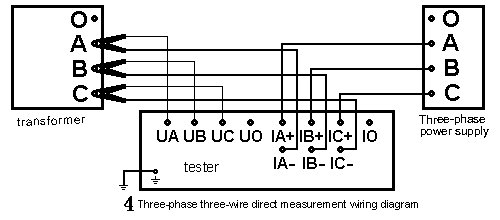 O
A
B
C
transformer
O
A
B
C
Three-phase
power supply
UA UB UC UO IA+ IB+ IC+ IO
IA- IB- IC-
tester
4 Three-phase three-wire direct measurement wiring diagram